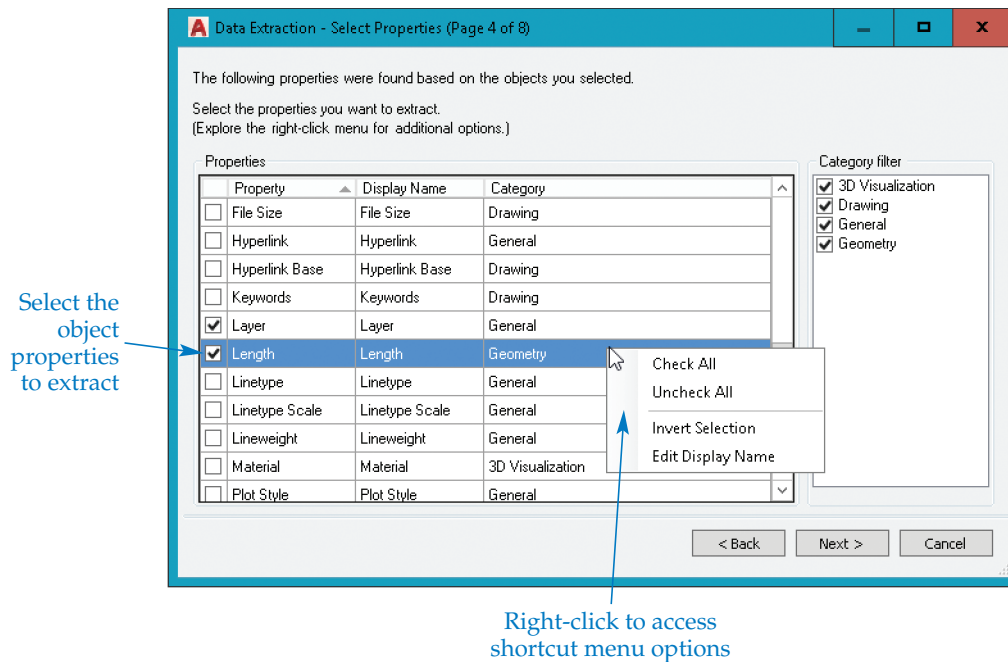 Data Extraction - Select Properties (Page 4 of 8)
The following properties were found based on the objects you selected.
Select the properties you want to extract.
(Explore the right-click menu for additional options.)
Properties
Property Display Name Category
File Size File Size Drawing
Hyperlink Hyperlink General
Hyperlink Base Hyperlink Base Drawing
Keywords Keywords Drawing
Layer Layer General
Length Length Geometry
Linetype Linetype General
Linetype Scale Linetype Scale General
Lineweight Lineweight General
Material Material 3D Visualization
Plot Style Plot Style General
Category filter
3D Visualization
Drawing
General
Geometry
Check All
Uncheck All
Invert Selection
Edit Display Name
< Back Next > Cancel
Select the
object
properties
to extract
Right-click to access
shortcut menu options